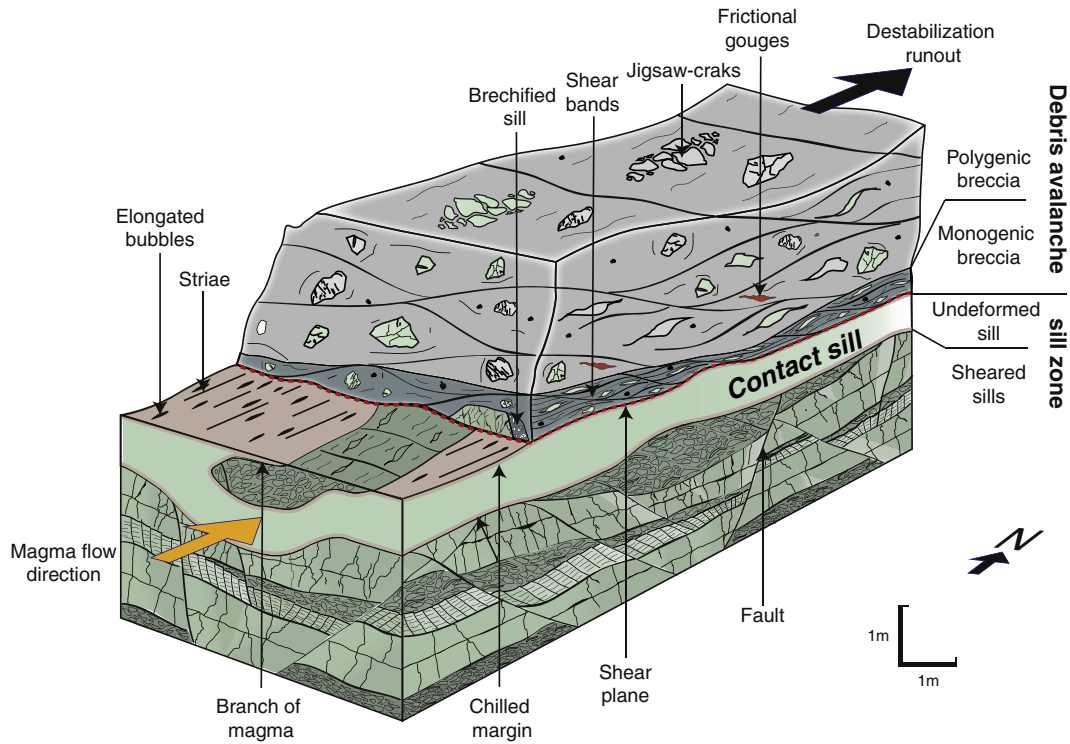 Frictional
gouges
Destabilization
runout
Jigsaw-craks
Shear
bands
Brechified
sill
Debris avalanche
Polygenic
breccia
Elongated
bubbles
Monogenic
breccia
Striae
Undeformed
sill
sill zone
Contact sill
Sheared
sills
Magma flow
direction
N
Fault
1m
1m
Shear
plane
Branch of
magma
Chilled
margin